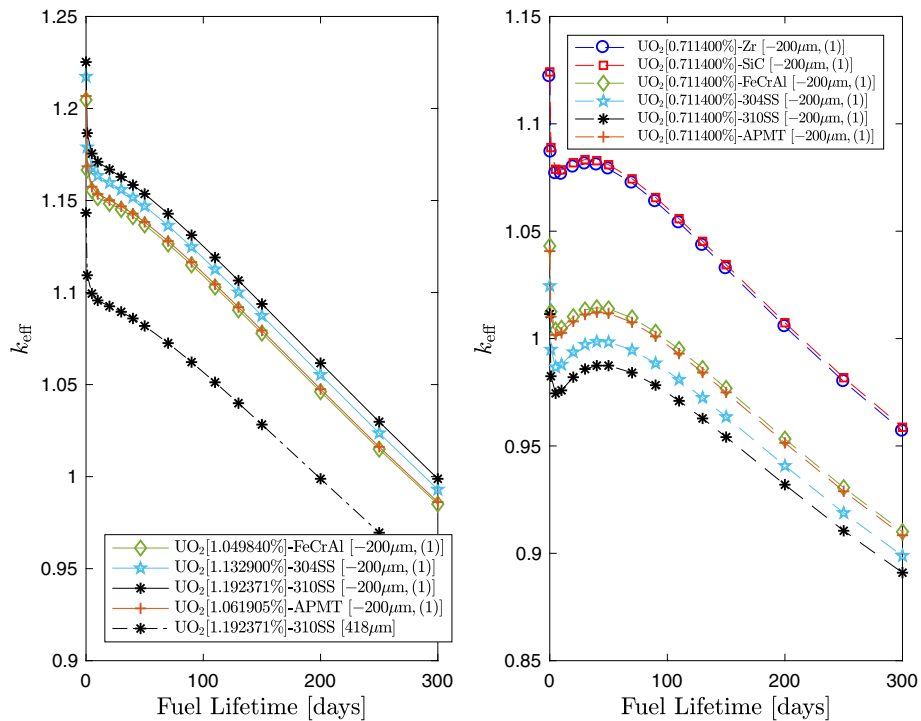 1.25
1.2
1.15
1.1
1.05
1
0.95
0.9
k_eff
0
100
200
300
Fuel Lifetime [days]
UO₂[1.049840%]-FeCrAl [−200μm, (1)]
UO₂[1.132900%]-304SS [−200μm, (1)]
UO₂[1.192371%]-310SS [−200μm, (1)]
UO₂[1.061905%]-APMT [−200μm, (1)]
UO₂[1.192371%]-310SS [418μm]
1.15
1.1
1.05
1
0.95
0.9
0.85
k_eff
0
100
200
300
Fuel Lifetime [days]
UO₂[0.711400%]-Zr [−200μm, (1)]
UO₂[0.711400%]-SiC [−200μm, (1)]
UO₂[0.711400%]-FeCrAl [−200μm, (1)]
UO₂[0.711400%]-304SS [−200μm, (1)]
UO₂[0.711400%]-310SS [−200μm, (1)]
UO₂[0.711400%]-APMT [−200μm, (1)]